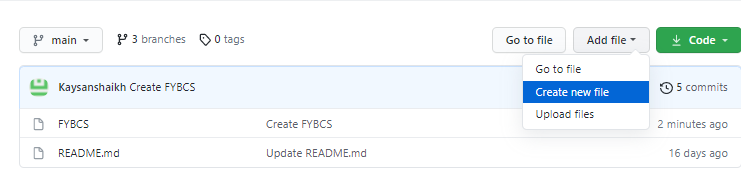 main 3 branches 0 tags Go to file Add file Code
Go to file
Create new file
Upload files
Kaysanshaikh Create FYBCS 5 commits
FYBCS Create FYBCS 2 minutes ago
README.md Update README.md 16 days ago